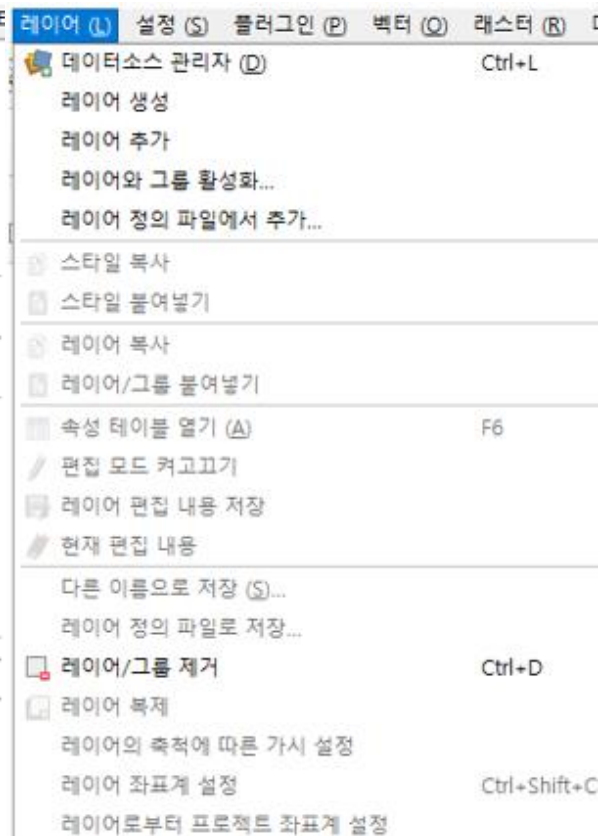 레이어 (L) 설정 (S) 플러그인 (P) 벡터 (O) 래스터 (R)
데이터소스 관리자 (D) Ctrl+L
레이어 생성
레이어 추가
레이어와 그룹 활성화...
레이어 정의 파일에서 추가...
스타일 복사
스타일 붙여넣기
레이어 복사
레이어/그룹 붙여넣기
속성 테이블 열기 (A) F6
편집 모드 켜고끄기
레이어 편집 내용 저장
현재 편집 내용
다른 이름으로 저장 (S)...
레이어 정의 파일로 저장...
레이어/그룹 제거 Ctrl+D
레이어 복제
레이어의 축척에 따른 가시 설정
레이어 좌표계 설정 Ctrl+Shift+C
레이어로부터 프로젝트 좌표계 설정